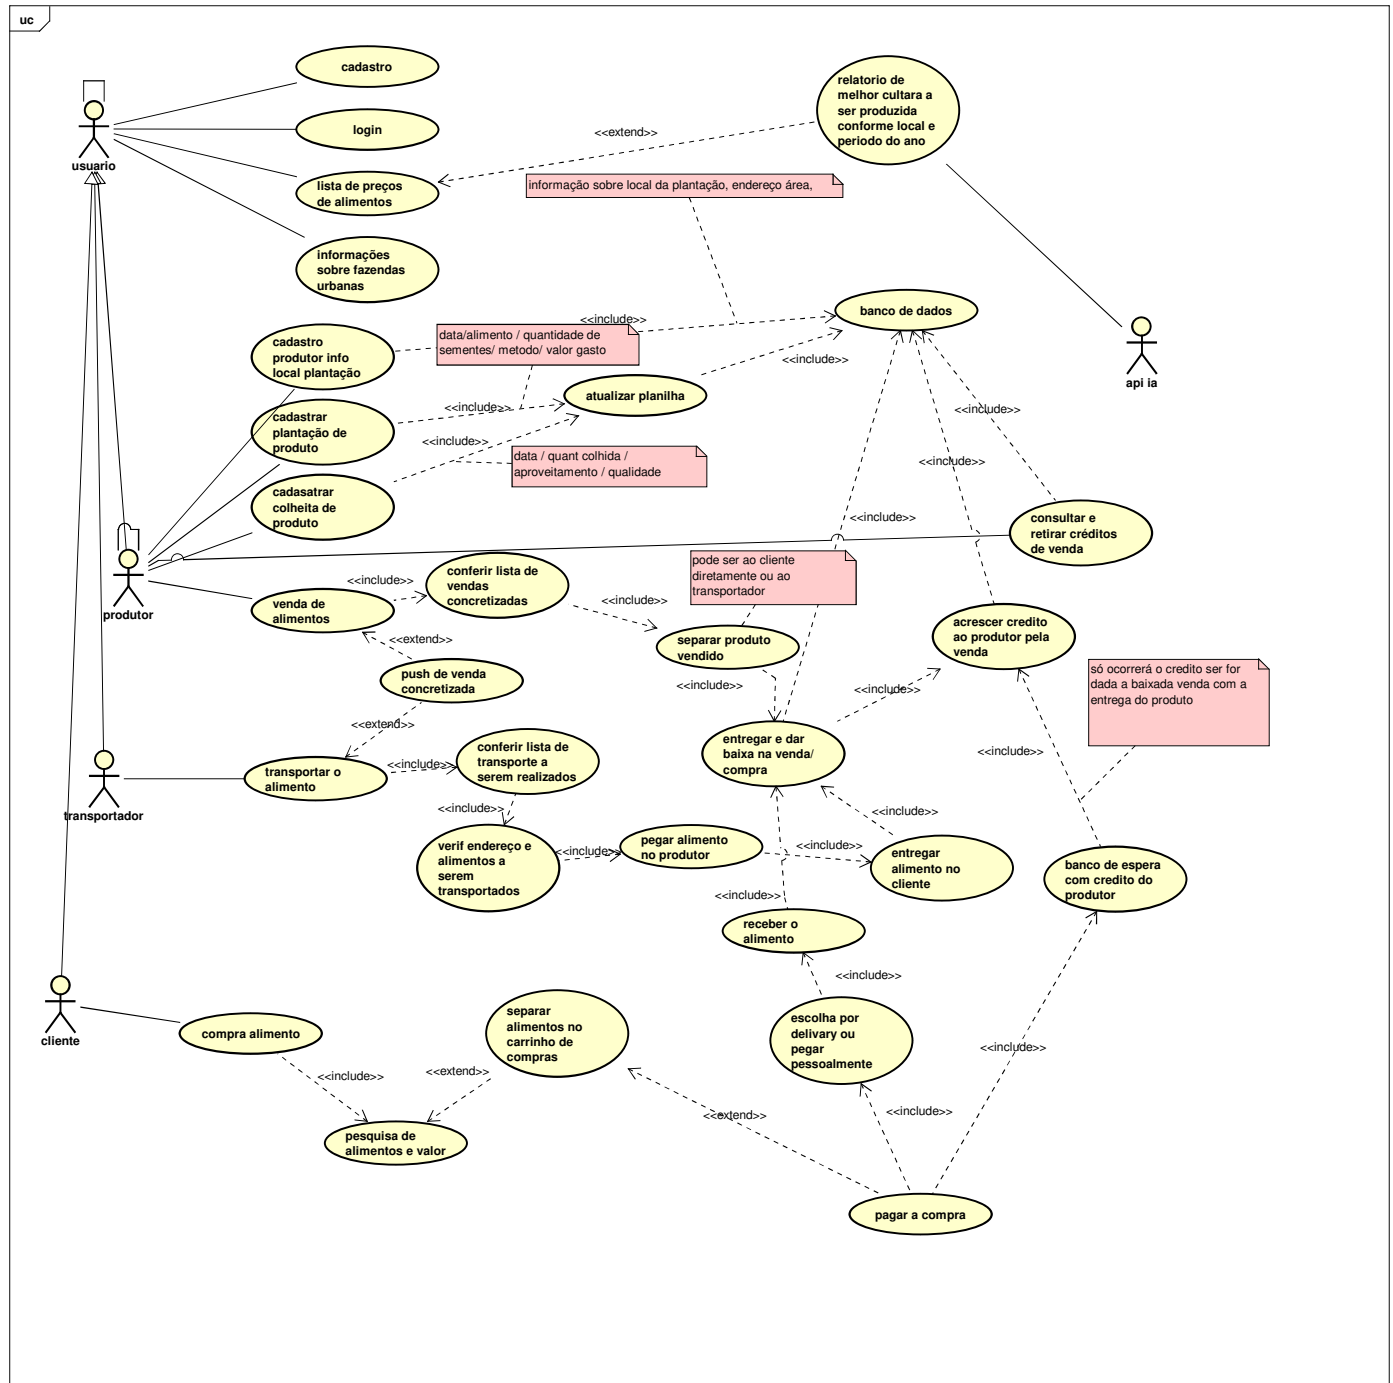 uc
cadastro
login
usuario
lista de preços
de alimentos
informações
sobre fazendas
urbanas
relatorio de
melhor cultara a
ser produzida
conforme local e
periodo do ano
<<extend>>
informação sobre local da plantação, endereço área,
banco de dados
api ia
cadastro
produtor info
local plantação
data/alimento / quantidade de
sementes/ metodo/ valor gasto
<<include>>
<<include>>
atualizar planilha
cadastrar
plantação de
produto
<<include>>
<<include>>
data / quant colhida /
aproveitamento / qualidade
cadasatrar
colheita de
produto
<<include>>
<<include>>
<<include>>
consultar e
retirar créditos
de venda
produtor
venda de
alimentos
<<include>>
conferir lista de
vendas
concretizadas
<<include>>
pode ser ao cliente
diretamente ou ao
transportador
separar produto
vendido
acrescer credito
ao produtor pela
venda
<<extend>>
push de venda
concretizada
<<extend>>
<<include>>
<<include>>
só ocorrerá o credito ser for
dada a baixada venda com a
entrega do produto
transportador
transportar o
alimento
<<include>>
conferir lista de
transporte a
serem realizados
entregar e dar
baixa na venda/
compra
<<include>>
<<include>>
verif endereço e
alimentos a
serem
transportados
<<include>>
pegar alimento
no produtor
<<include>>
entregar
alimento no
cliente
banco de espera
com credito do
produtor
<<include>>
receber o
alimento
<<include>>
cliente
compra alimento
separar
alimentos no
carrinho de
compras
escolha por
delivary ou
pegar
pessoalmente
<<include>>
<<include>>
<<extend>>
<<extend>>
<<include>>
pesquisa de
alimentos e valor
pagar a compra